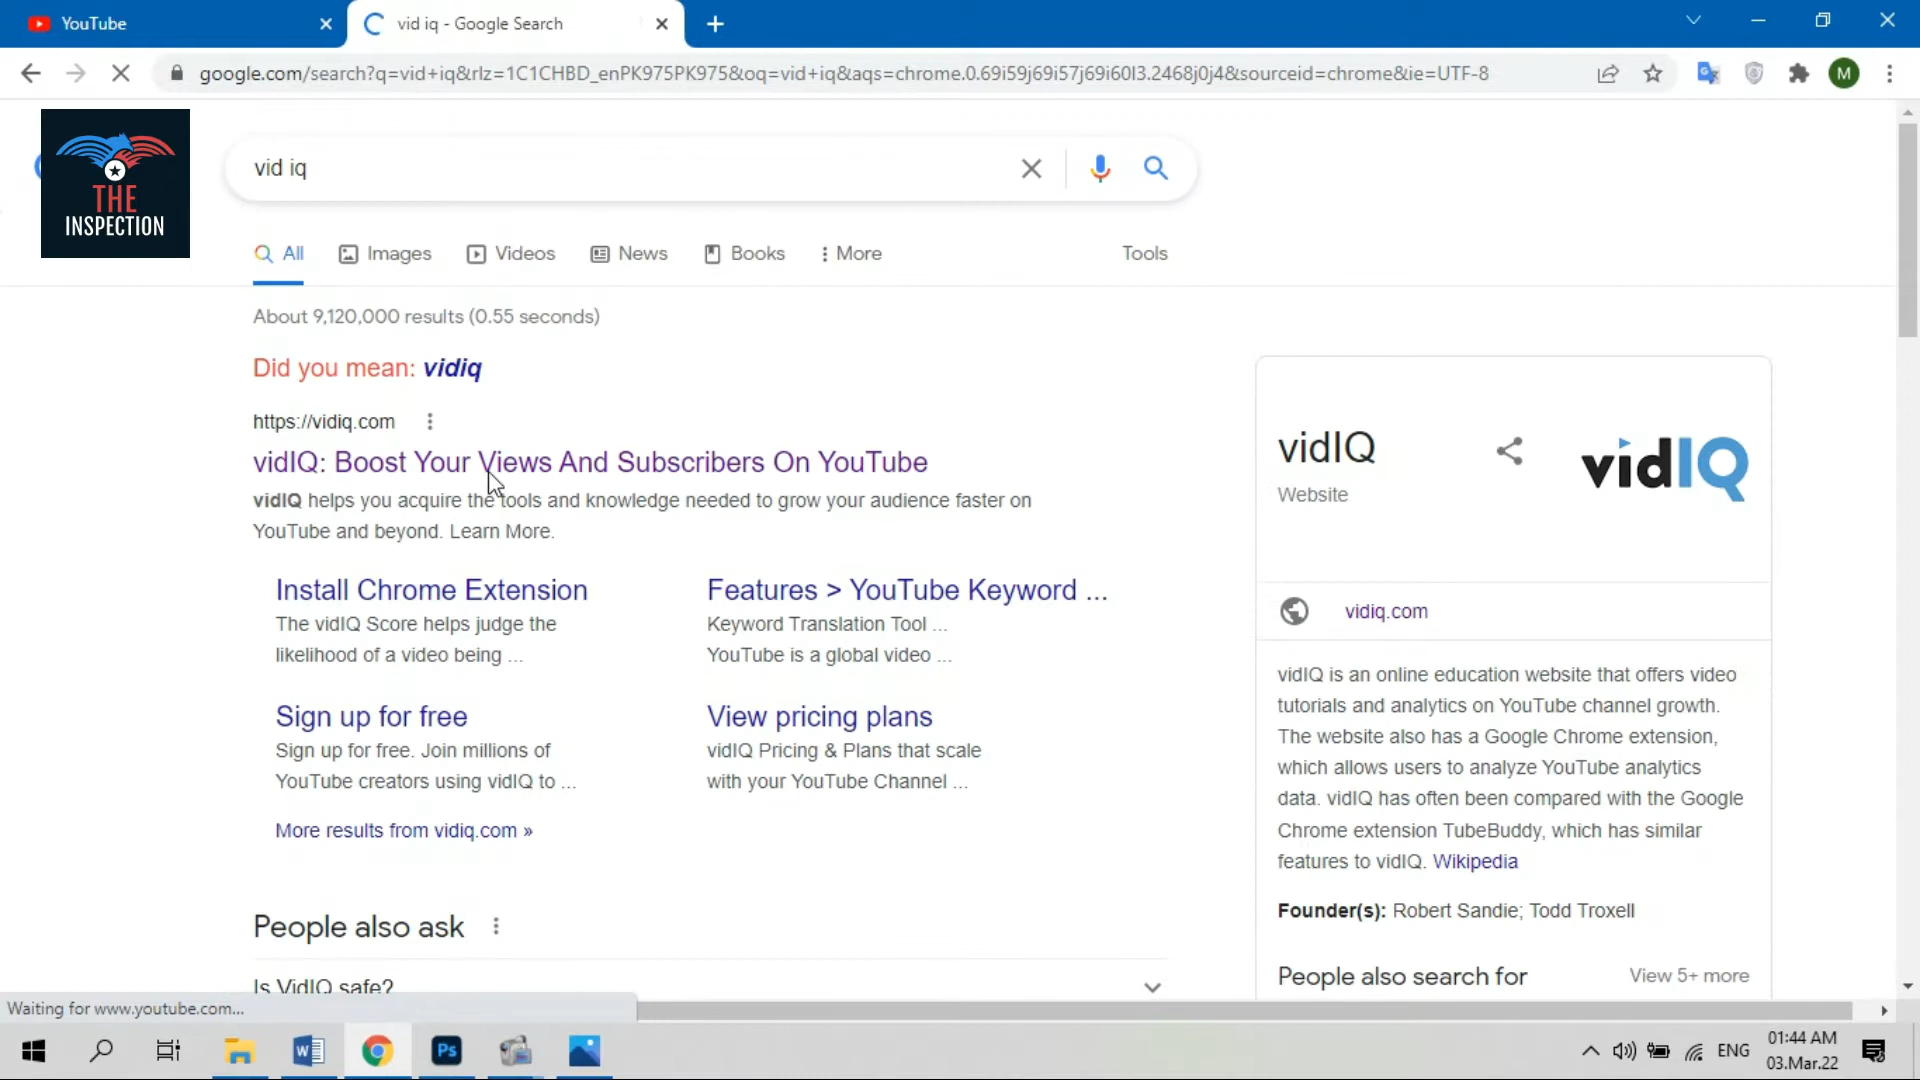 YouTube
vid iq - Google Search
google.com/search?q=vid+iq&rlz=1C1CHBD_enPK975PK975&oq=vid+iq&aqs=chrome.0.69i59j69i57j69i60l3.2468j0j4&sourceid=chrome&ie=UTF-8
M
THE
INSPECTION
vid iq
All
Images
Videos
News
Books
More
Tools
About 9,120,000 results (0.55 seconds)
Did you mean: vidiq
https://vidiq.com
vidIQ: Boost Your Views And Subscribers On YouTube
vidIQ helps you acquire the tools and knowledge needed to grow your audience faster on
YouTube and beyond. Learn More.
Install Chrome Extension
The vidIQ Score helps judge the
likelihood of a video being ...
Features > YouTube Keyword ...
Keyword Translation Tool ...
YouTube is a global video ...
Sign up for free
Sign up for free. Join millions of
YouTube creators using vidIQ to ...
View pricing plans
vidIQ Pricing & Plans that scale
with your YouTube Channel ...
More results from vidiq.com »
People also ask
Is VidIQ safe?
vidIQ
Website
vidIQ
vidiq.com
vidIQ is an online education website that offers video
tutorials and analytics on YouTube channel growth.
The website also has a Google Chrome extension,
which allows users to analyze YouTube analytics
data. vidIQ has often been compared with the Google
Chrome extension TubeBuddy, which has similar
features to vidIQ. Wikipedia
Founder(s): Robert Sandie; Todd Troxell
People also search for
View 5+ more
Waiting for www.youtube.com...
W
Ps
ENG
01:44 AM
03.Mar.22